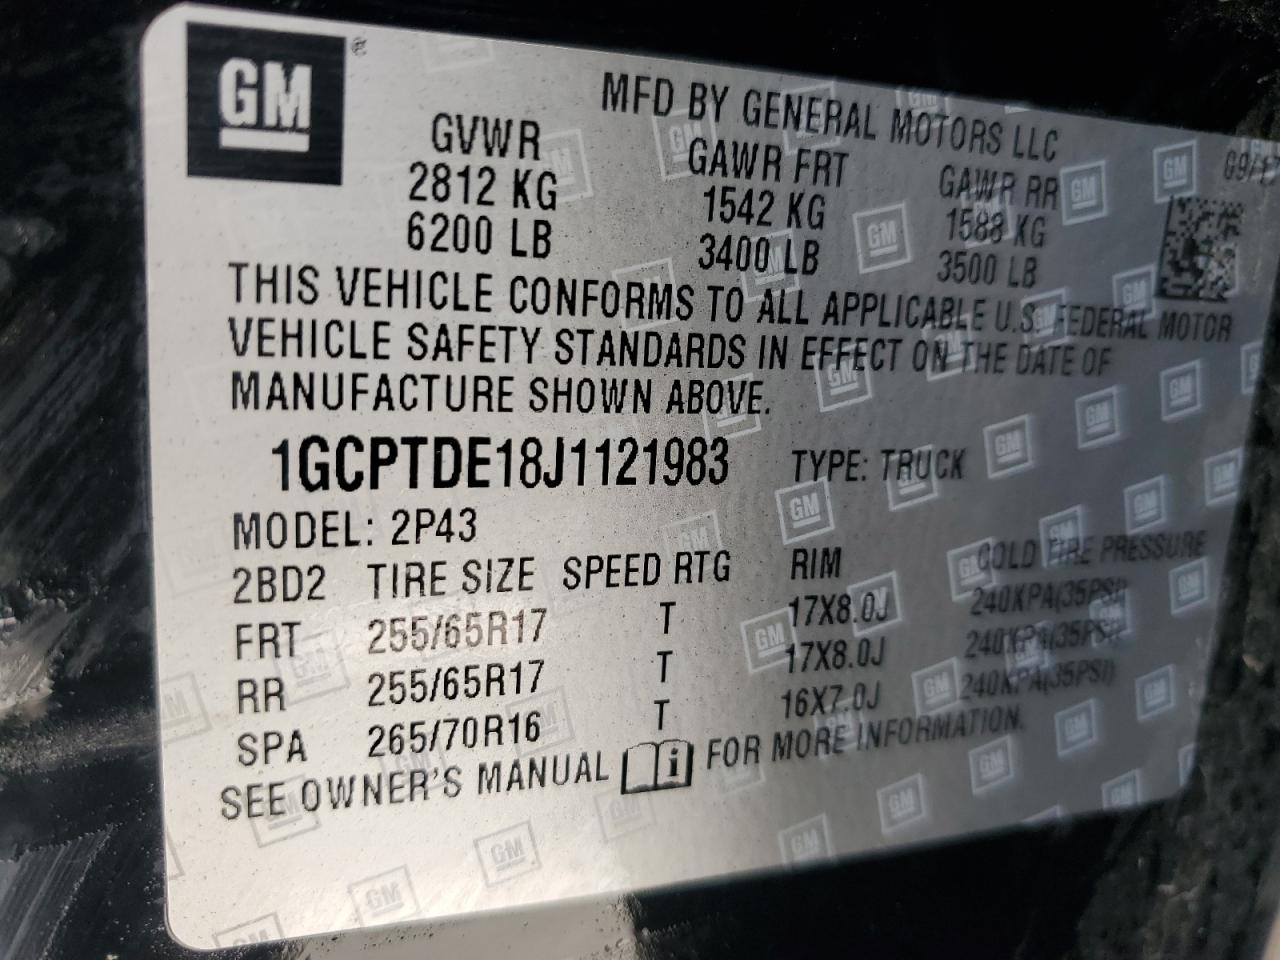 GM ®
MFD BY GENERAL MOTORS LLC
GVWR GAWR FRT GAWR RR
2812 KG 1542 KG 1588 KG
6200 LB 3400 LB 3500 LB
THIS VEHICLE CONFORMS TO ALL APPLICABLE U.S. FEDERAL MOTOR
VEHICLE SAFETY STANDARDS IN EFFECT ON THE DATE OF
MANUFACTURE SHOWN ABOVE.
1GCPTDE18J1121983 TYPE: TRUCK
MODEL: 2P43
2BD2 TIRE SIZE SPEED RTG RIM COLD TIRE PRESSURE
FRT 255/65R17 T 17X8.0J 240KPA(35PSI)
RR 255/65R17 T 17X8.0J 240KPA(35PSI)
SPA 265/70R16 T 16X7.0J 240KPA(35PSI)
SEE OWNER'S MANUAL i FOR MORE INFORMATION.